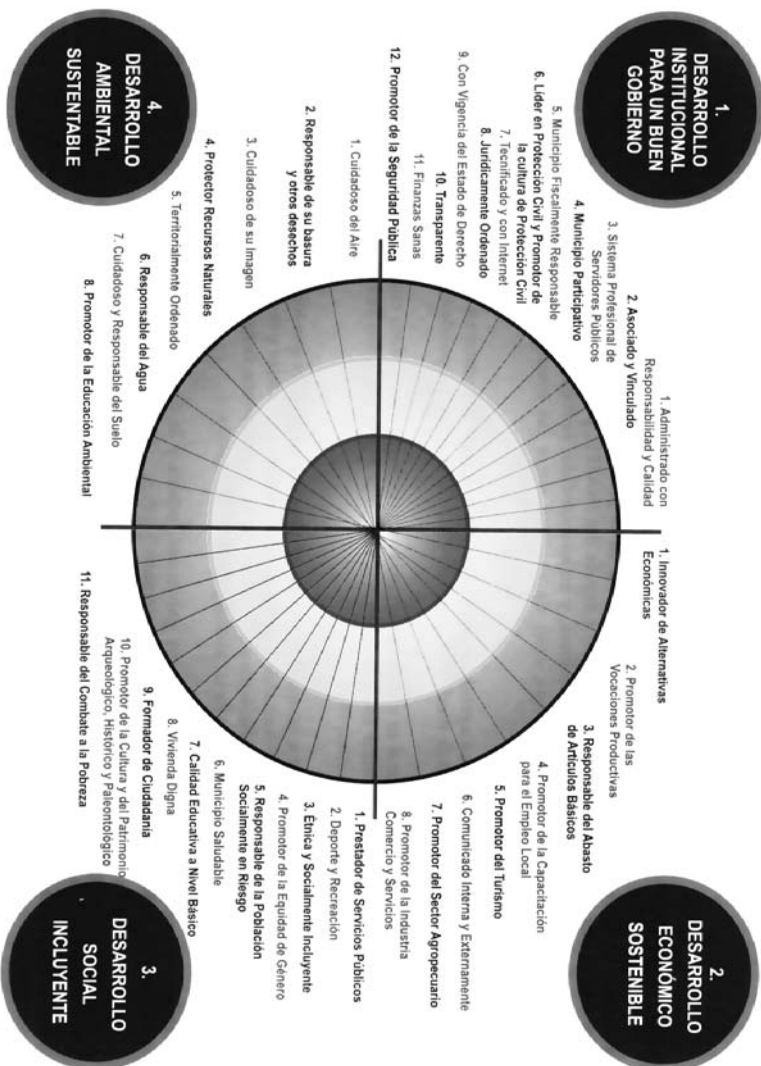 1.
DESARROLLO
INSTITUCIONAL
PARA UN BUEN
GOBIERNO
1. Administrado con
Responsabilidad y Calidad
2. Asociado y Vinculado
3. Sistema Profesional de
Servidores Públicos
4. Municipio Participativo
5. Municipio Fiscalmente Responsable
6. Líder en Protección Civil y Promotor de
la cultura de Protección Civil
7. Tecnificado y con Internet
8. Jurídicamente Ordenado
9. Con Vigencia del Estado de Derecho
10. Transparente
11. Finanzas Sanas
12. Promotor de la Seguridad Pública
2.
DESARROLLO
ECONÓMICO
SOSTENIBLE
1. Innovador de Alternativas
Económicas
2. Promotor de las
Vocaciones Productivas
3. Responsable del Abasto
de Artículos Básicos
4. Promotor de la Capacitación
para el Empleo Local
5. Promotor del Turismo
6. Comunicado Interna y Externamente
7. Promotor del Sector Agropecuario
8. Promotor de la Industria
Comercio y Servicios
3.
DESARROLLO
SOCIAL
INCLUYENTE
1. Prestador de Servicios Públicos
2. Deporte y Recreación
3. Étnica y Socialmente Incluyente
4. Promotor de la Equidad de Género
5. Responsable de la Población
Socialmente en Riesgo
6. Municipio Saludable
7. Calidad Educativa a Nivel Básico
8. Vivienda Digna
9. Formador de Ciudadanía
10. Promotor de la Cultura y del Patrimonio
Arqueológico, Histórico y Paleontológico
11. Responsable del Combate a la Pobreza
4.
DESARROLLO
AMBIENTAL
SUSTENTABLE
1. Cuidadoso del Aire
2. Responsable de su basura
y otros desechos
3. Cuidadoso de su Imagen
4. Protector Recursos Naturales
5. Territorialmente Ordenado
6. Responsable del Agua
7. Cuidadoso y Responsable del Suelo
8. Promotor de la Educación Ambiental